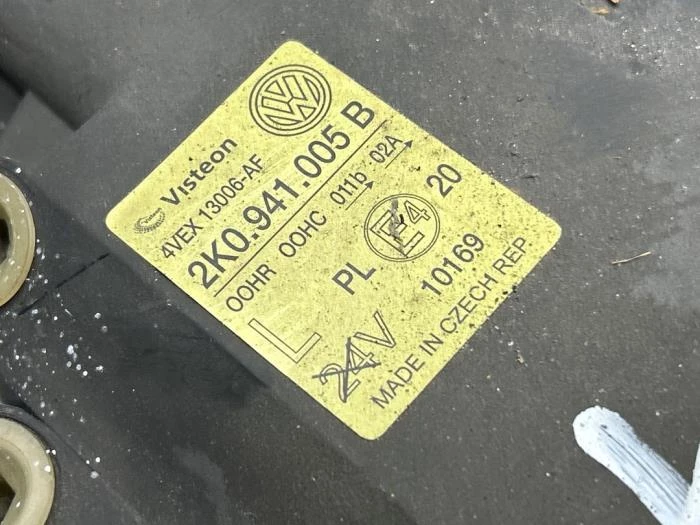 Visteon
4VEX 13006-AF
2K0.941.005 B
OOHR OOHC 011b 02A
L PL E4 20
24V 10169
MADE IN CZECH REP